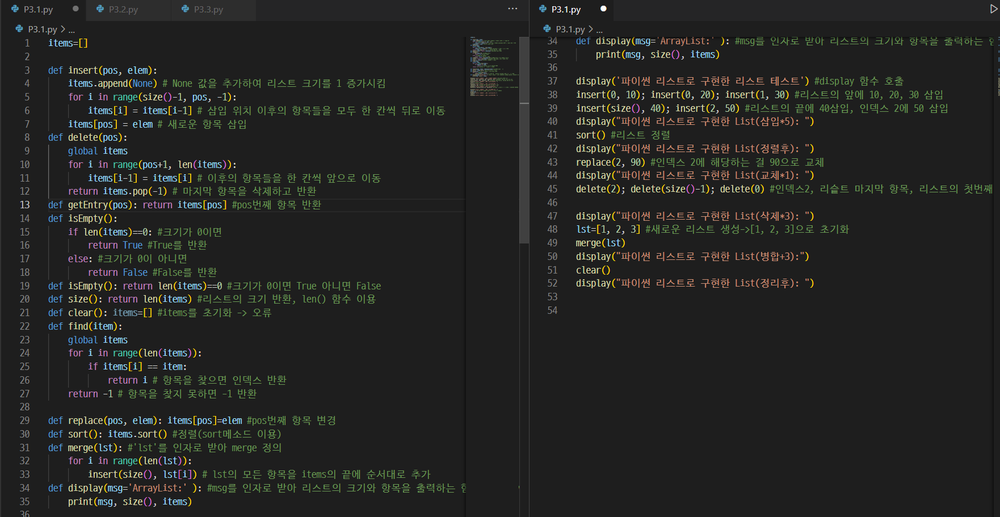 P3.1.py
P3.2.py
P3.3.py
P3.1.py > ...
1 items=[]
2
3 def insert(pos, elem):
4 items.append(None) # None 값을 추가하여 리스트 크기를 1 증가시킴
5 for i in range(size()-1, pos, -1):
6 items[i] = items[i-1] # 삽입 위치 이후의 항목들을 모두 한 칸씩 뒤로 이동
7 items[pos] = elem # 새로운 항목 삽입
8 def delete(pos):
9 global items
10 for i in range(pos+1, len(items)):
11 items[i-1] = items[i] # 이후의 항목들을 한 칸씩 앞으로 이동
12 return items.pop(-1) # 마지막 항목을 삭제하고 반환
13 def getEntry(pos): return items[pos] #pos번째 항목 반환
14 def isEmpty():
15 if len(items)==0: #크기가 0이면
16 return True #True를 반환
17 else: #크기가 0이 아니면
18 return False #False를 반환
19 def isEmpty(): return len(items)==0 #크기가 0이면 True 아니면 False
20 def size(): return len(items) #리스트의 크기 반환, len() 함수 이용
21 def clear(): items=[] #items를 초기화 -> 오류
22 def find(item):
23 global items
24 for i in range(len(items)):
25 if items[i] == item:
26 return i # 항목을 찾으면 인덱스 반환
27 return -1 # 항목을 찾지 못하면 -1 반환
28
29 def replace(pos, elem): items[pos]=elem #pos번째 항목 변경
30 def sort(): items.sort() #정렬(sort메소드 이용)
31 def merge(lst): #'lst'를 인자로 받아 merge 정의
32 for i in range(len(lst)):
33 insert(size(), lst[i]) # lst의 모든 항목을 items의 끝에 순서대로 추가
34 def display(msg='ArrayList:' ): #msg를 인자로 받아 리스트의 크기와 항목을 출력하는
35 print(msg, size(), items)
36
P3.1.py
P3.1.py > ...
34 def display(msg='ArrayList:' ): #msg를 인자로 받아 리스트의 크기와 항목을 출력하는
35 print(msg, size(), items)
36
37 display('파이썬 리스트로 구현한 리스트 테스트') #display 함수 호출
38 insert(0, 10); insert(0, 20); insert(1, 30) #리스트의 앞에 10, 20, 30 삽입
39 insert(size(), 40); insert(2, 50) #리스트의 끝에 40삽입, 인덱스 2에 50 삽입
40 display("파이썬 리스트로 구현한 List(삽입*5): ")
41 sort() #리스트 정렬
42 display("파이썬 리스트로 구현한 List(정렬후): ")
43 replace(2, 90) #인덱스 2에 해당하는 걸 90으로 교체
44 display("파이썬 리스트로 구현한 List(교체*1): ")
45 delete(2); delete(size()-1); delete(0) #인덱스2, 리슽트 마지막 항목, 리스트의 첫번째
46
47 display("파이썬 리스트로 구현한 List(삭제*3): ")
48 lst=[1, 2, 3] #새로운 리스트 생성->[1, 2, 3]으로 초기화
49 merge(lst)
50 display("파이썬 리스트로 구현한 List(병합+3):")
51 clear()
52 display("파이썬 리스트로 구현한 List(정리후): ")
53
54